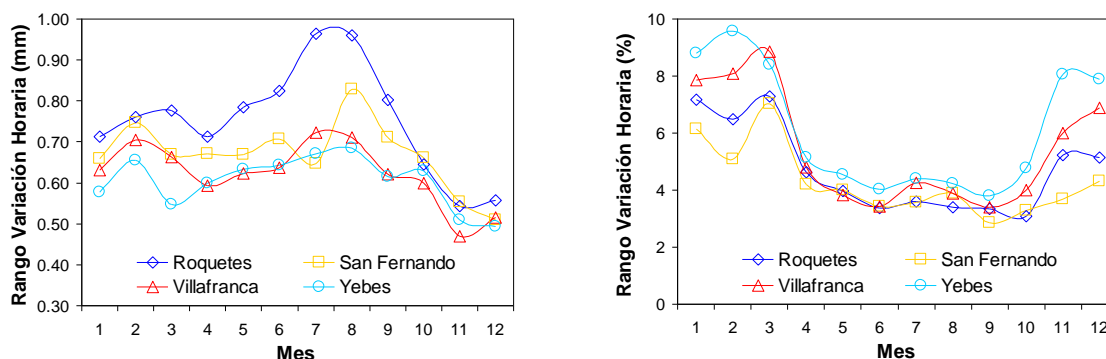 Rango Variación Horaria (mm)
1.00
0.90
0.80
0.70
0.60
0.50
0.40
0.30
1 2 3 4 5 6 7 8 9 10 11 12
Mes
Roquetes San Fernando
Villafranca Yebes
Rango Variación Horaria (%)
10
8
6
4
2
0
1 2 3 4 5 6 7 8 9 10 11 12
Mes
Roquetes San Fernando
Villafranca Yebes